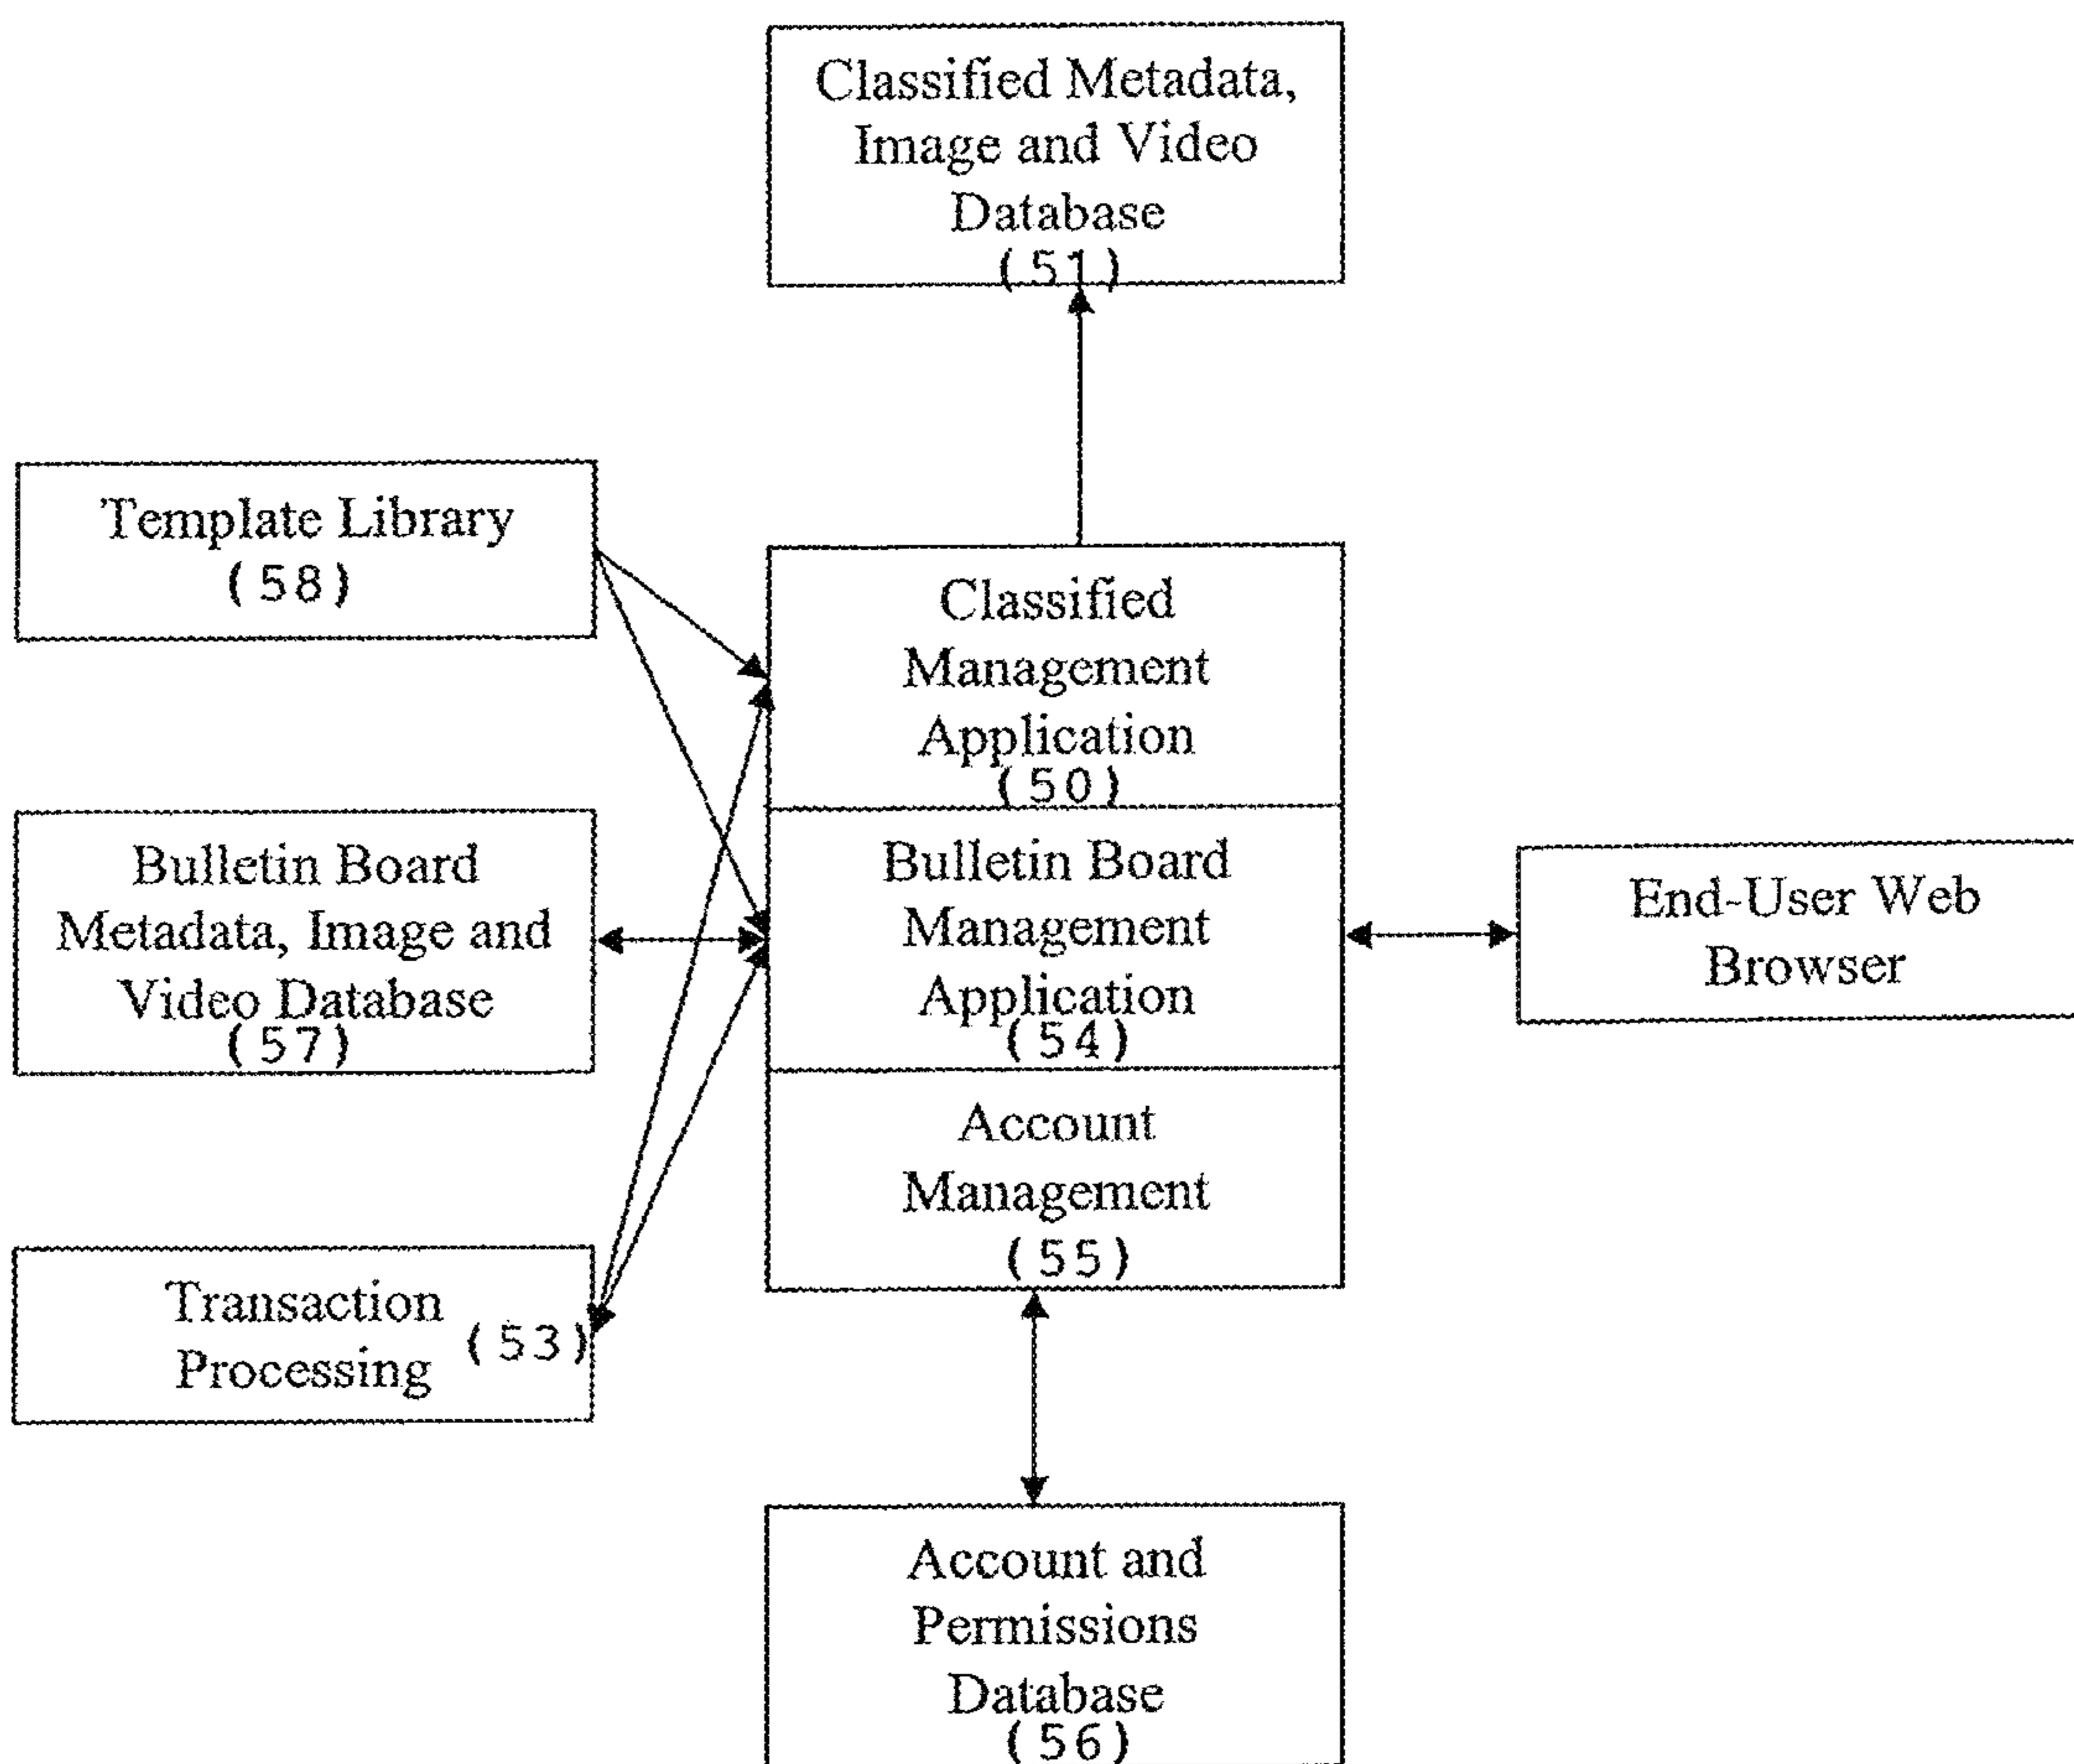 Classified Metadata,
Image and Video
Database
(51)
Template Library
(58)
Classified
Management
Application
(50)
Bulletin Board
Metadata, Image and
Video Database
(57)
Bulletin Board
Management
Application
(54)
End-User Web
Browser
Account
Management
(55)
Transaction
Processing (53)
Account and
Permissions
Database
(56)